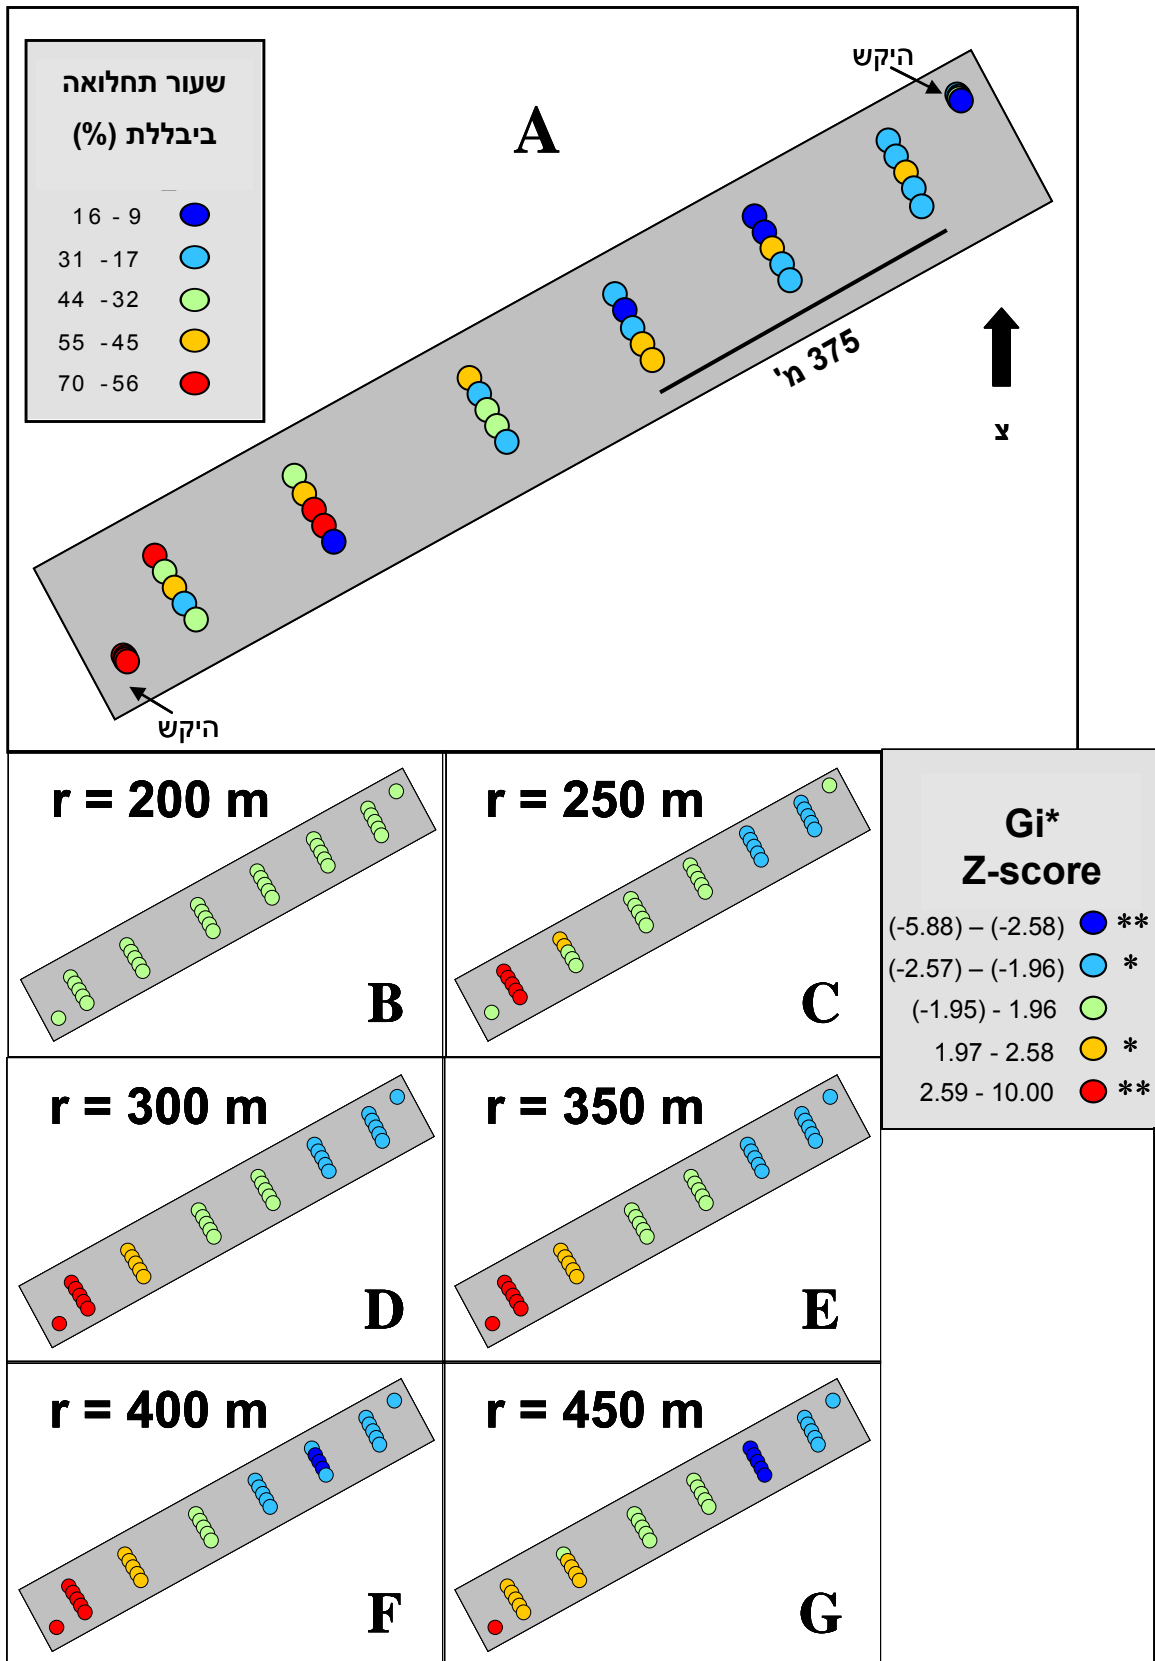 שעור תחלואה
ביבללת (%)
16 - 9
31 - 17
44 - 32
55 - 45
70 - 56
A
היקש
375 מ'
צ
היקש
r = 200 m
B
r = 250 m
C
Gi*
Z-score
(-5.88) – (-2.58) **
(-2.57) – (-1.96) *
(-1.95) - 1.96
1.97 - 2.58 *
2.59 - 10.00 **
r = 300 m
D
r = 350 m
E
r = 400 m
F
r = 450 m
G